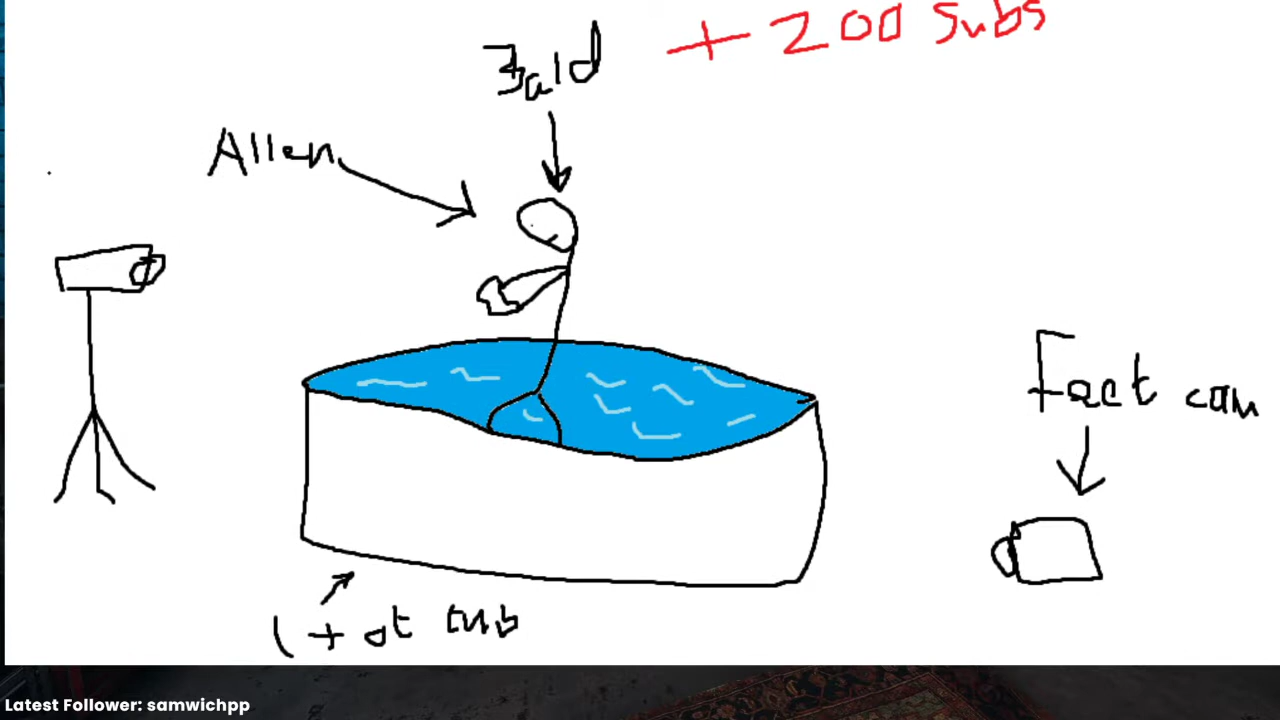 + 200 Subs
Bald
Allen
Feet cam
Hot tub
Latest Follower: samwichpp